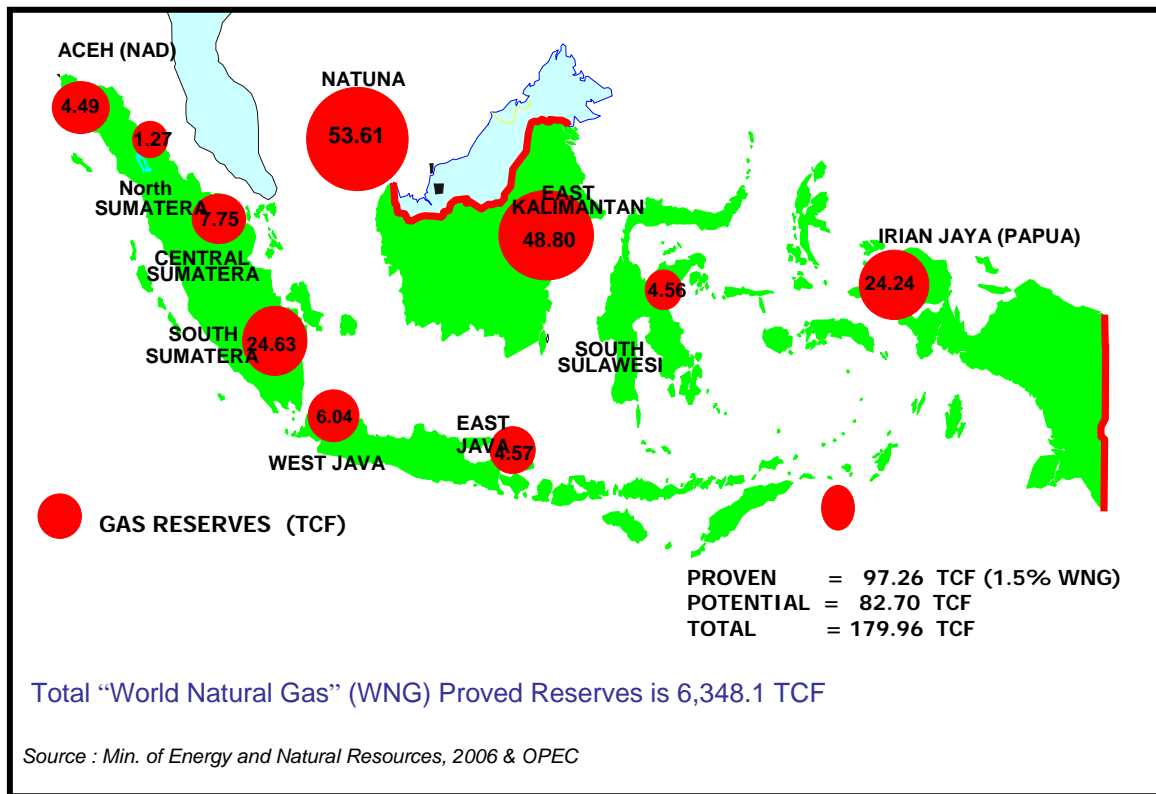 ACEH (NAD)
4.49
1.27
North
SUMATERA
7.75
CENTRAL
SUMATERA
SOUTH
SUMATERA
24.63
NATUNA
53.61
EAST
KALIMANTAN
48.80
4.56
SOUTH
SULAWESI
IRIAN JAYA (PAPUA)
24.24
6.04
WEST JAVA
EAST
JAVA
4.57
GAS RESERVES (TCF)
PROVEN = 97.26 TCF (1.5% WNG)
POTENTIAL = 82.70 TCF
TOTAL = 179.96 TCF
Total “World Natural Gas” (WNG) Proved Reserves is 6,348.1 TCF
Source : Min. of Energy and Natural Resources, 2006 & OPEC